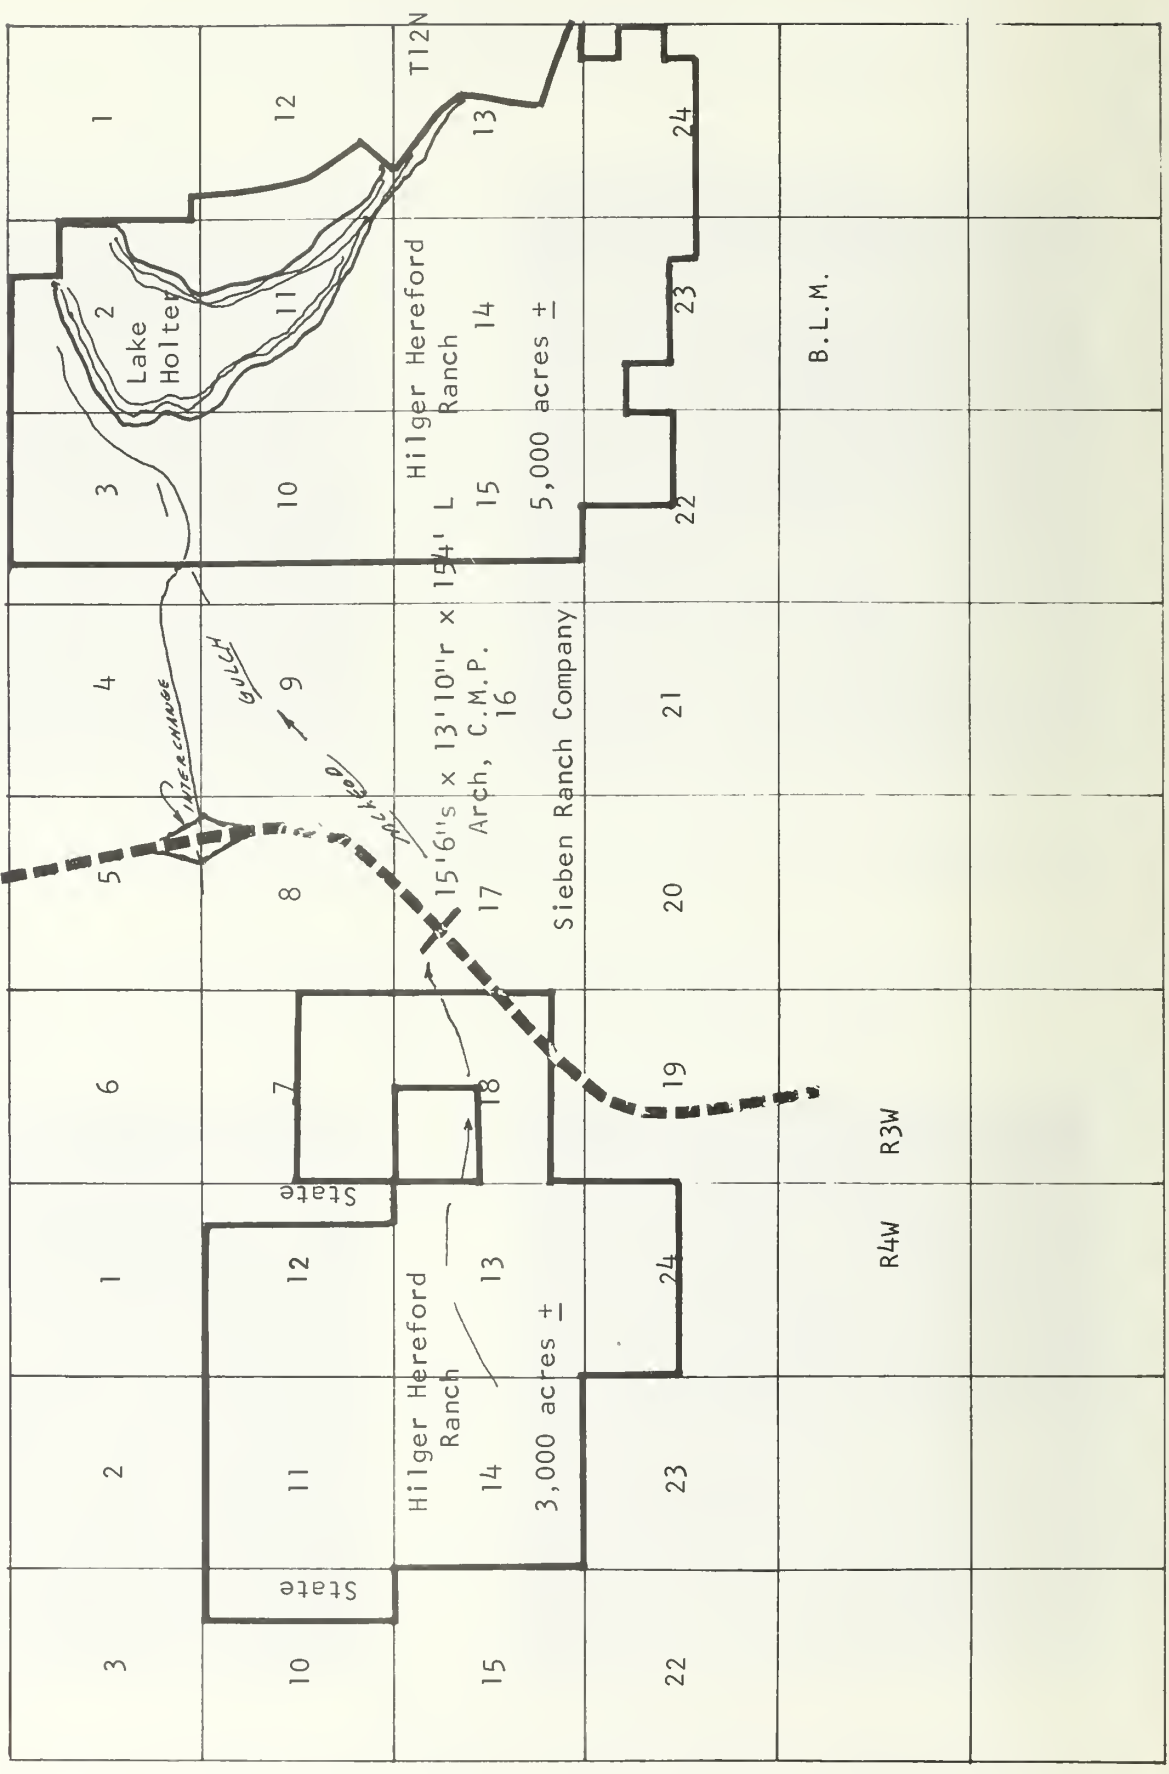 3
2
1
6
5
4
3
2
1
10
11
12
7
8
9
10
11
12
State
State
INTERCHANGE
GULCH
Lake
Holter
T12N
15
14
13
18
17
16
15
14
13
Hilger Hereford
Ranch
3,000 acres ±
15'6"s x 13'10"r x 154' L
Arch, C.M.P.
Hilger Hereford
Ranch
5,000 acres ±
Sieben Ranch Company
22
23
24
19
20
21
22
23
24
R4W
R3W
B.L.M.